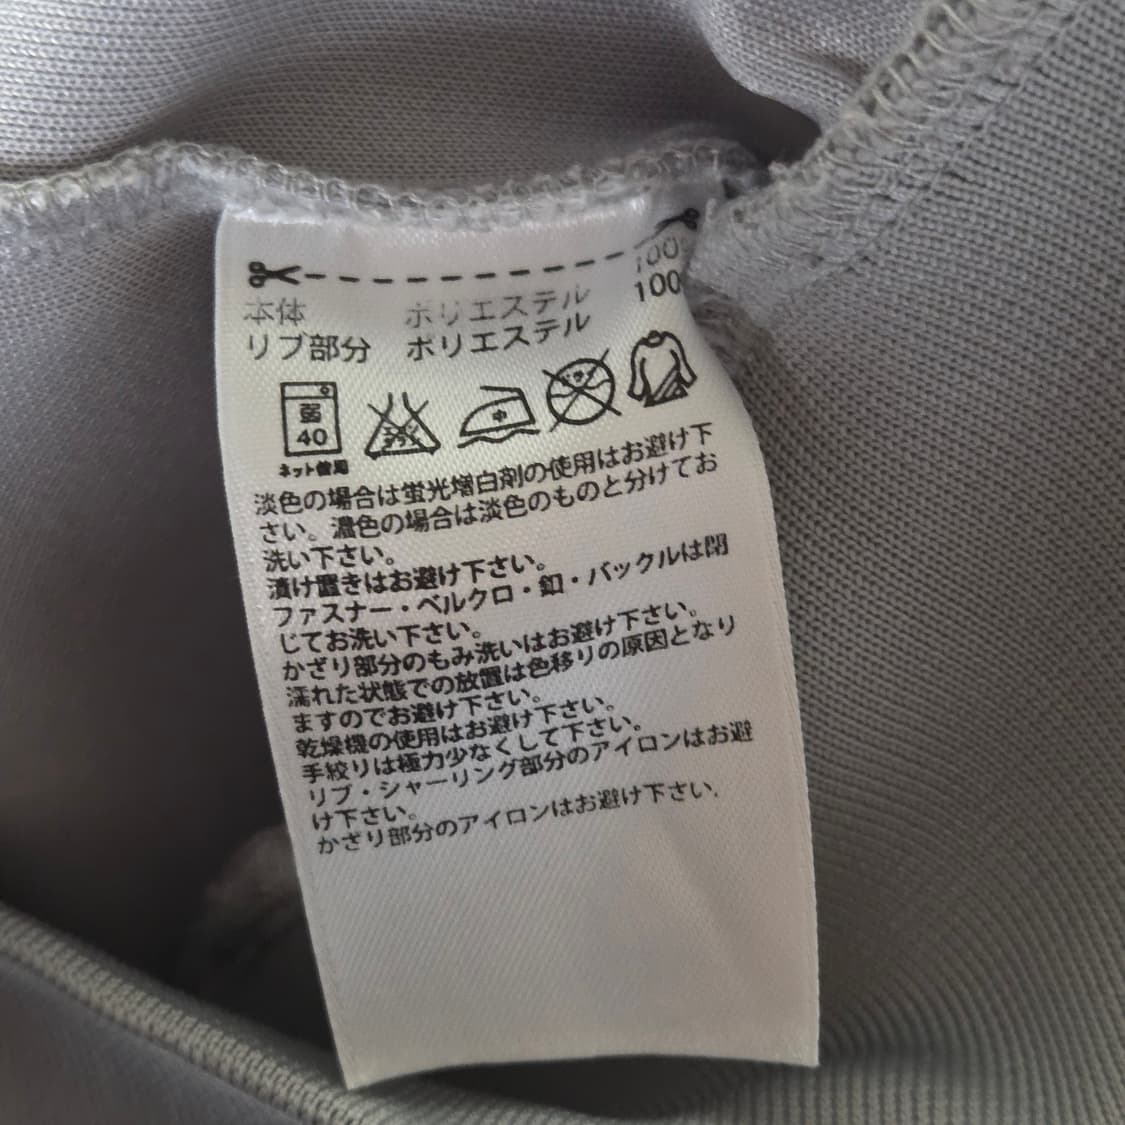 本体 ポリエステル 100%
リブ部分 ポリエステル 100
弱
40
ネット使用
エンソサラシ
中
ドライ
淡色の場合は蛍光増白剤の使用はお避け下
さい。濃色の場合は淡色のものと分けてお
洗い下さい。
漬け置きはお避け下さい。
ファスナー・ベルクロ・釦・バックルは閉
じてお洗い下さい。
かざり部分のもみ洗いはお避け下さい。
濡れた状態での放置は色移りの原因となり
ますのでお避け下さい。
乾燥機の使用はお避け下さい。
手絞りは極力少なくして下さい。
リブ・シャーリング部分のアイロンはお避
け下さい。
かざり部分のアイロンはお避け下さい.